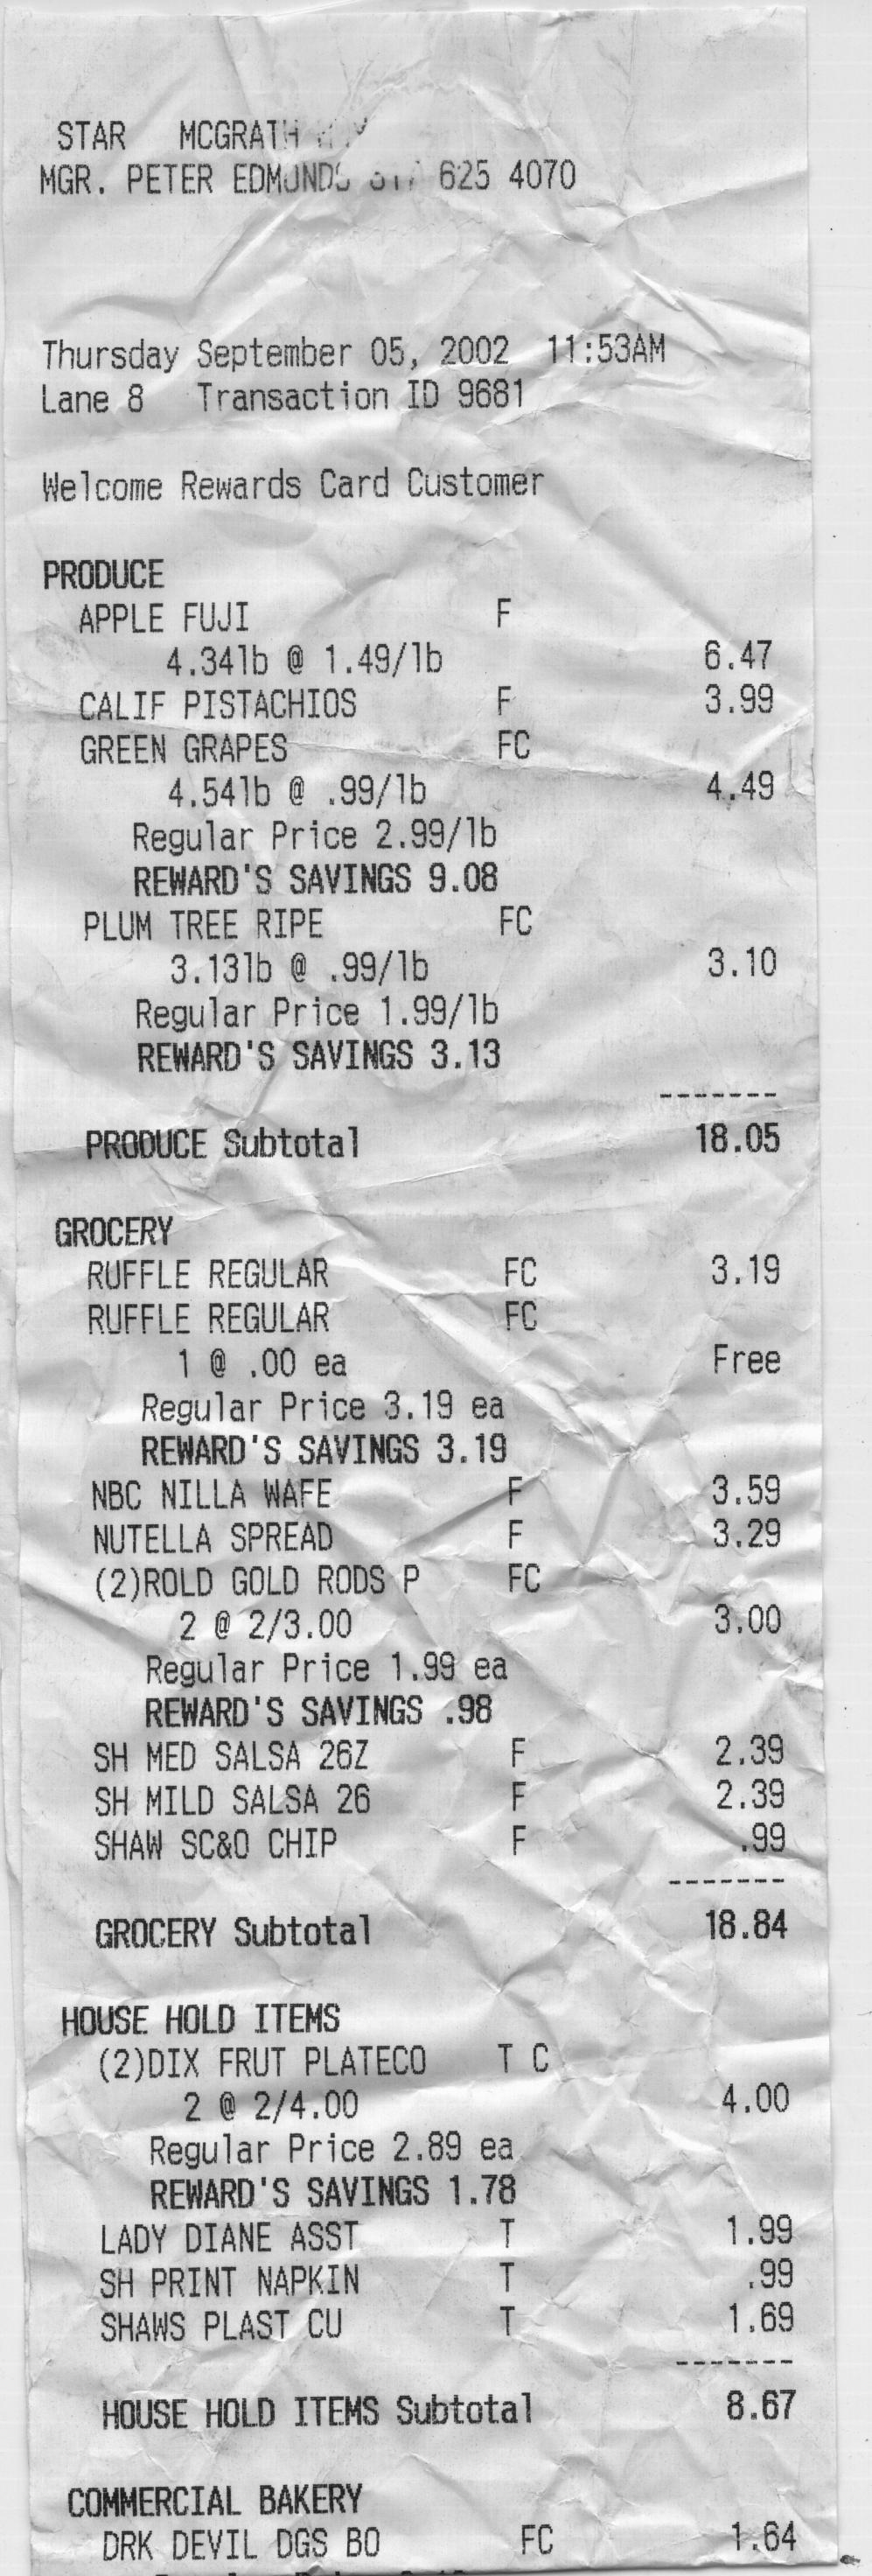 STAR MCGRATH
MGR. PETER EDMUNDS 625 4070
Thursday September 05, 2002 11:53AM
Lane 8 Transaction ID 9681
Welcome Rewards Card Customer
PRODUCE
APPLE FUJI F
4.34lb @ 1.49/lb 6.47
CALIF PISTACHIOS F 3.99
GREEN GRAPES FC
4.54lb @ .99/lb 4.49
Regular Price 2.99/lb
REWARD'S SAVINGS 9.08
PLUM TREE RIPE FC
3.13lb @ .99/lb 3.10
Regular Price 1.99/lb
REWARD'S SAVINGS 3.13
-------
PRODUCE Subtotal 18.05
GROCERY
RUFFLE REGULAR FC 3.19
RUFFLE REGULAR FC
1 @ .00 ea Free
Regular Price 3.19 ea
REWARD'S SAVINGS 3.19
NBC NILLA WAFE F 3.59
NUTELLA SPREAD F 3.29
(2)ROLD GOLD RODS P FC
2 @ 2/3.00 3.00
Regular Price 1.99 ea
REWARD'S SAVINGS .98
SH MED SALSA 26Z F 2.39
SH MILD SALSA 26 F 2.39
SHAW SC&O CHIP F .99
-------
GROCERY Subtotal 18.84
HOUSE HOLD ITEMS
(2)DIX FRUT PLATECO T C
2 @ 2/4.00 4.00
Regular Price 2.89 ea
REWARD'S SAVINGS 1.78
LADY DIANE ASST T 1.99
SH PRINT NAPKIN T .99
SHAWS PLAST CU T 1.69
-------
HOUSE HOLD ITEMS Subtotal 8.67
COMMERCIAL BAKERY
DRK DEVIL DGS BO FC 1.64